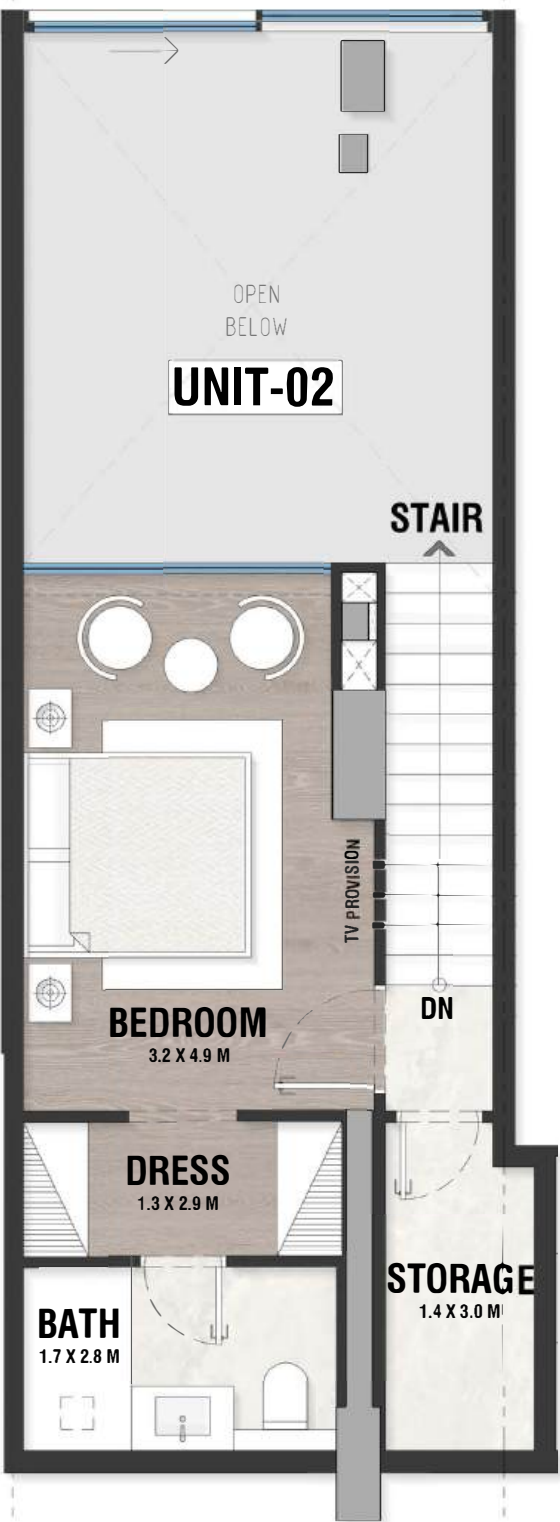 OPEN
BELOW
UNIT-02
STAIR
TV PROVISION
DN
BEDROOM
3.2 X 4.9 M
DRESS
1.3 X 2.9 M
STORAGE
1.4 X 3.0 M
BATH
1.7 X 2.8 M